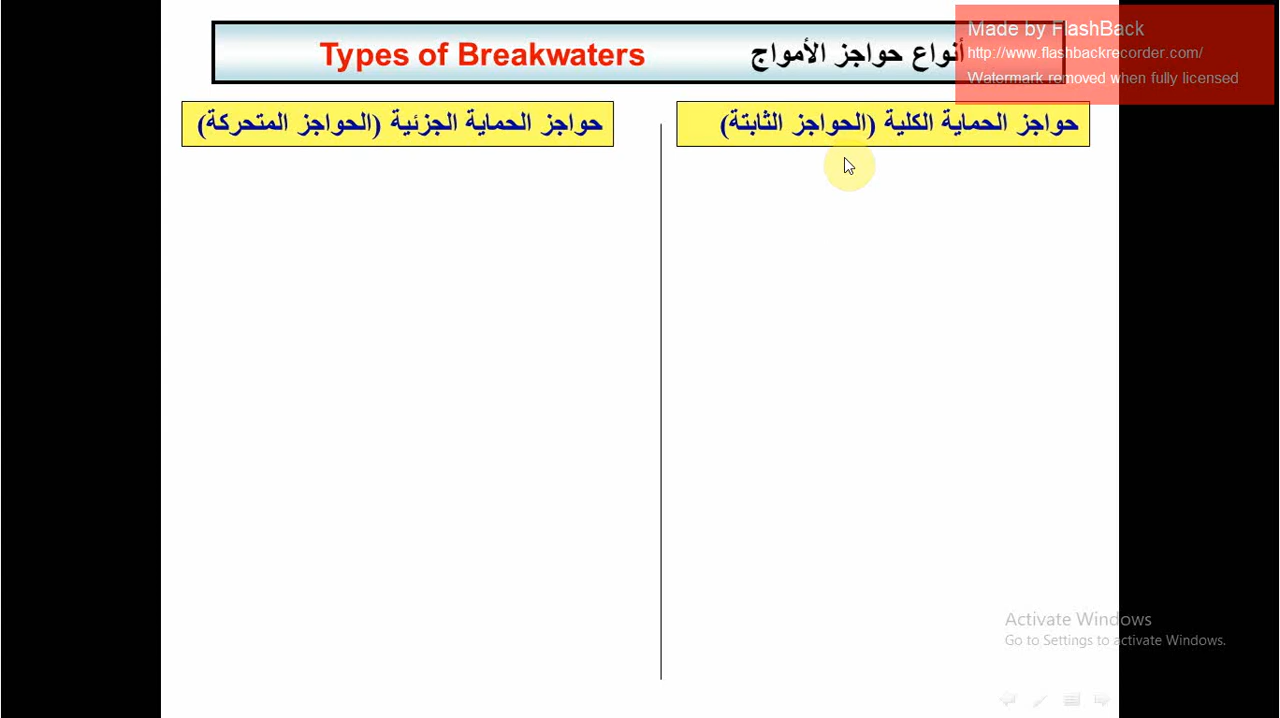 Types of Breakwaters أنواع حواجز الأمواج
Made by FlashBack
http://www.flashbackrecorder.com/
Watermark removed when fully licensed
حواجز الحماية الكلية (الحواجز الثابتة)
حواجز الحماية الجزئية (الحواجز المتحركة)
Activate Windows
Go to Settings to activate Windows.